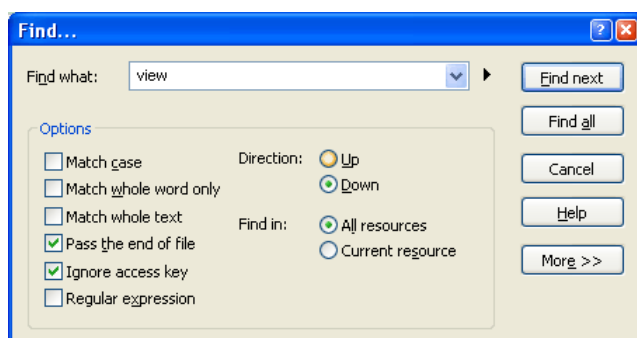 Find...
Find what:
view
Find next
Find all
Cancel
Help
More >>
Options
Match case
Match whole word only
Match whole text
Pass the end of file
Ignore access key
Regular expression
Direction:
Up
Down
Find in:
All resources
Current resource